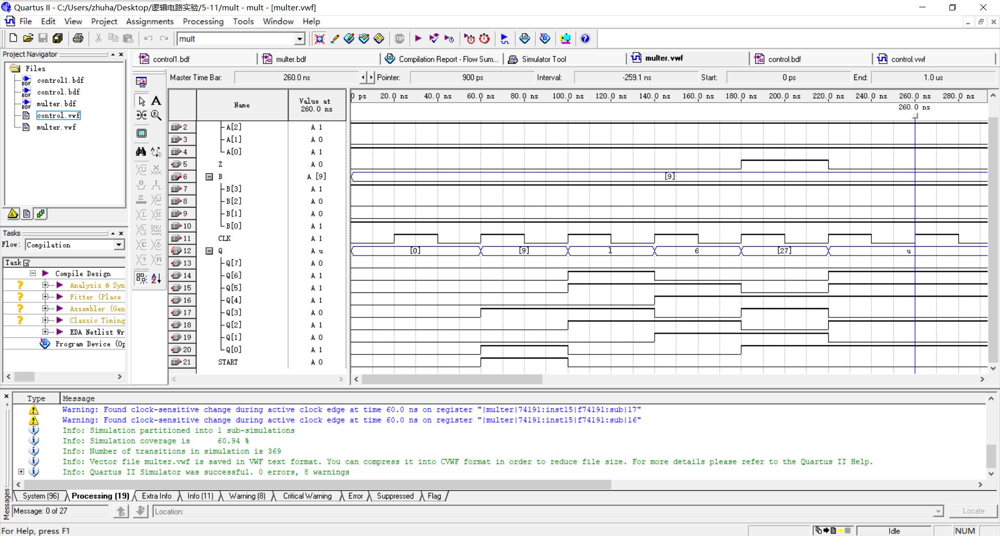 Quartus II - C:/Users/zhuha/Desktop/逻辑电路实验/5-11/mult - mult - [multer.vwf]
File Edit View Project Assignments Processing Tools Window Help
mult
STOP
Project Navigator
Files
control1.bdf
control.bdf
multer.bdf
control.vwf
multer.vwf
control1.bdf
multer.bdf
Compilation Report - Flow Sum...
Simulator Tool
multer.vwf
control.bdf
control.vwf
Master Time Bar: 260.0 ns Pointer: 900 ps Interval: -259.1 ns Start: 0 ps End: 1.0 us
Name
Value at
260.0 ns
0 ps 20.0 ns 40.0 ns 60.0 ns 80.0 ns 100.0 ns 120.0 ns 140.0 ns 160.0 ns 180.0 ns 200.0 ns 220.0 ns 240.0 ns 260.0 ns 280.0 ns
260.0 ns
2 A[2] A 1
3 A[1] A 0
4 A[0] A 1
5 Z A 0
6 B A [9] [9]
7 B[3] A 1
8 B[2] A 0
9 B[1] A 0
10 B[0] A 1
11 CLK A 1
12 Q A u [0] [9] l 6 [27] u
13 Q[7] A 0
14 Q[6] A 1
15 Q[5] A 1
16 Q[4] A 1
17 Q[3] A 0
18 Q[2] A 1
19 Q[1] A 0
20 Q[0] A 1
21 START A 0
Tasks
Flow: Compilation
Task
Compile Design
Analysis & Syn
Fitter (Place
Assembler (Gen
Classic Timing
EDA Netlist Wr
Program Device (Op
Type Message
Warning: Found clock-sensitive change during active clock edge at time 60.0 ns on register "|multer|74191:inst15|f74191:sub|17"
Warning: Found clock-sensitive change during active clock edge at time 60.0 ns on register "|multer|74191:inst15|f74191:sub|16"
Info: Simulation partitioned into 1 sub-simulations
Info: Simulation coverage is 60.94 %
Info: Number of transitions in simulation is 369
Info: Vector file multer.vwf is saved in VWF text format. You can compress it into CVWF format in order to reduce file size. For more details please refer to the Quartus II Help.
Info: Quartus II Simulator was successful. 0 errors, 8 warnings
System (96) Processing (19) Extra Info Info (11) Warning (8) Critical Warning Error Suppressed Flag
Messages
Message: 0 of 27
Location:
Locate
For Help, press F1
Idle
NUM